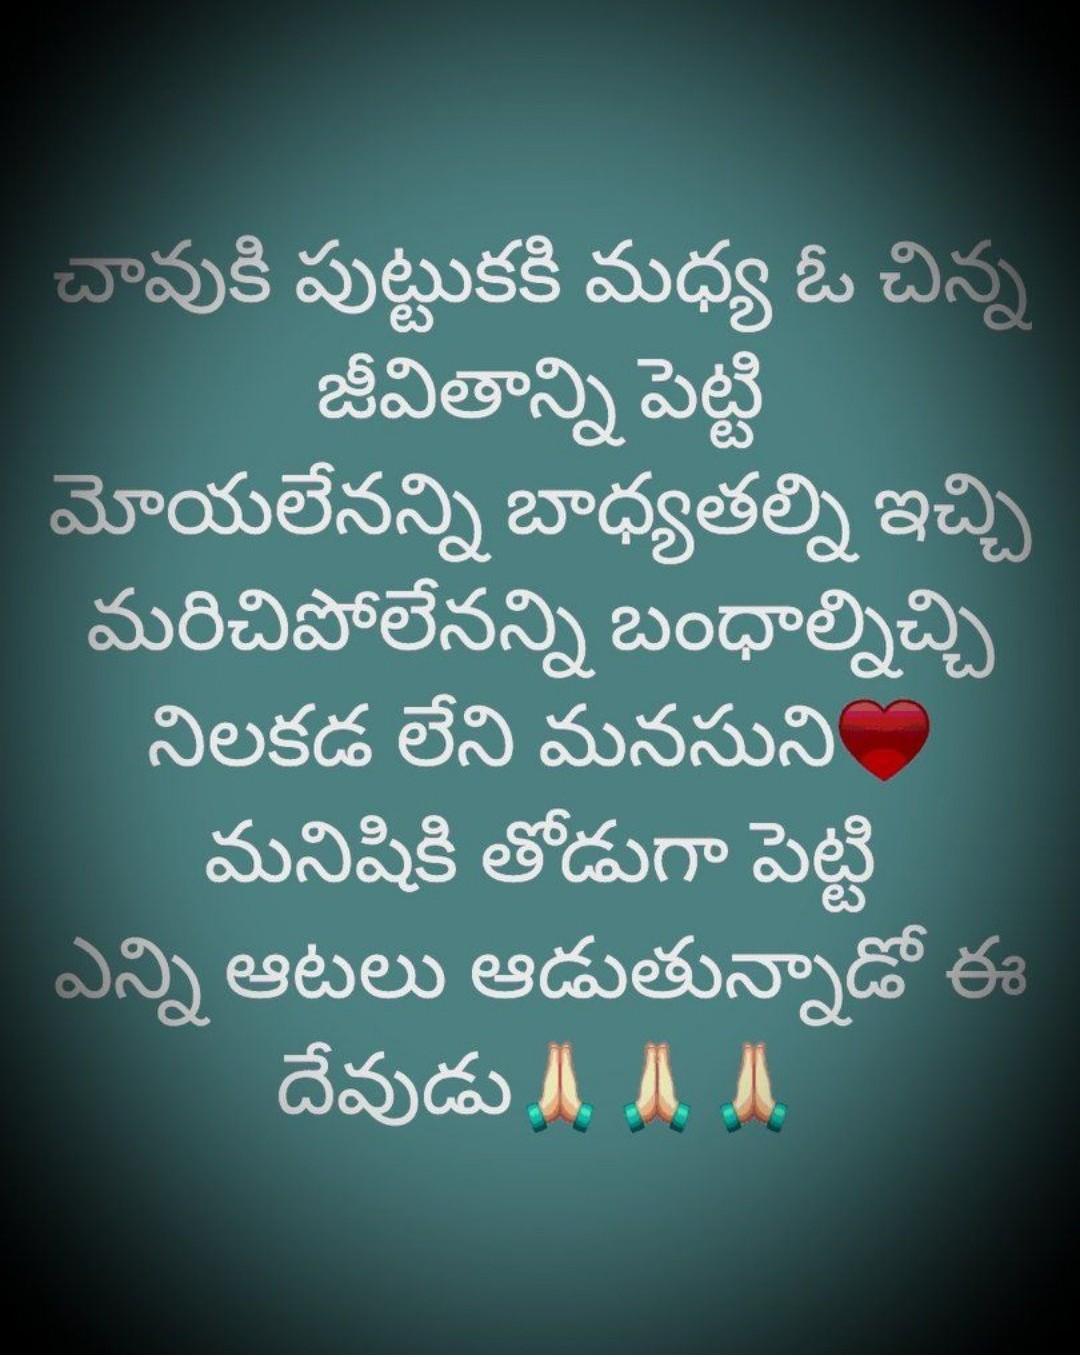 చావుకి పుట్టుకకి మధ్య ఓ చిన్న
జీవితాన్ని పెట్టి
మోయలేనన్ని బాధ్యతల్ని ఇచ్చి
మరిచిపోలేనన్ని బంధాల్నిచ్చి
నిలకడ లేని మనసుని❤️
మనిషికి తోడుగా పెట్టి
ఎన్ని ఆటలు ఆడుతున్నాడో ఈ
దేవుడు🙏🏻🙏🏻🙏🏻